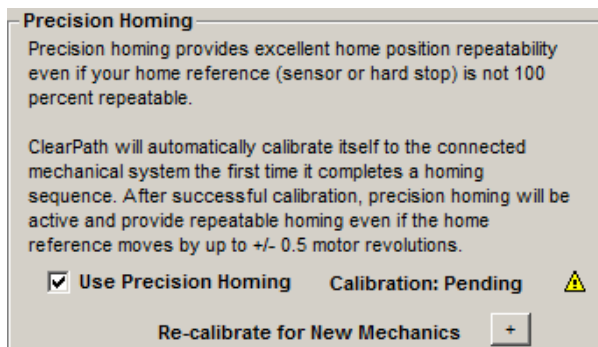 Precision Homing
Precision homing provides excellent home position repeatability
even if your home reference (sensor or hard stop) is not 100
percent repeatable.
ClearPath will automatically calibrate itself to the connected
mechanical system the first time it completes a homing
sequence. After successful calibration, precision homing will be
active and provide repeatable homing even if the home
reference moves by up to +/- 0.5 motor revolutions.
Use Precision Homing Calibration: Pending
Re-calibrate for New Mechanics +